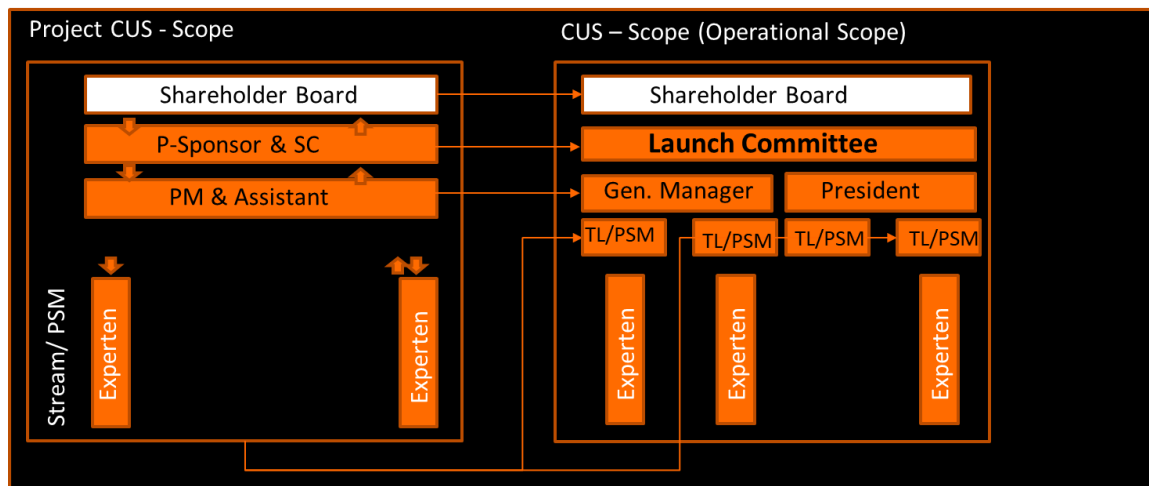 Project CUS - Scope
CUS – Scope (Operational Scope)
Shareholder Board
P-Sponsor & SC
PM & Assistant
Stream/ PSM
Experten
Experten
Shareholder Board
Launch Committee
Gen. Manager
President
TL/PSM
TL/PSM
TL/PSM
TL/PSM
Experten
Experten
Experten